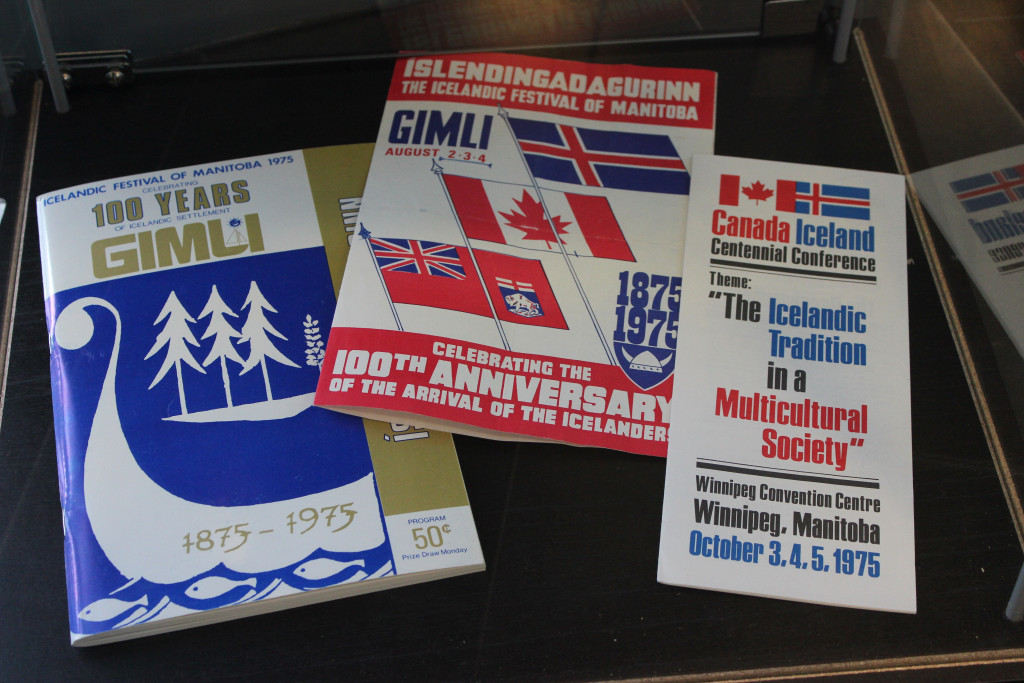 ICELANDIC FESTIVAL OF MANITOBA 1975
CELEBRATING
100 YEARS
OF ICELANDIC SETTLEMENT
GIMLI
1875 - 1975
PROGRAM
50¢
Prize Draw Monday
ÍSLENDINGADAGURINN
THE ICELANDIC FESTIVAL OF MANITOBA
GIMLI
AUGUST 2·3·4
1875
1975
CELEBRATING THE
100TH ANNIVERSARY
OF THE ARRIVAL OF THE ICELANDERS
Canada Iceland
Centennial Conference
Theme:
"The Icelandic
Tradition
in a
Multicultural
Society"
Winnipeg Convention Centre
Winnipeg, Manitoba
October 3, 4, 5, 1975